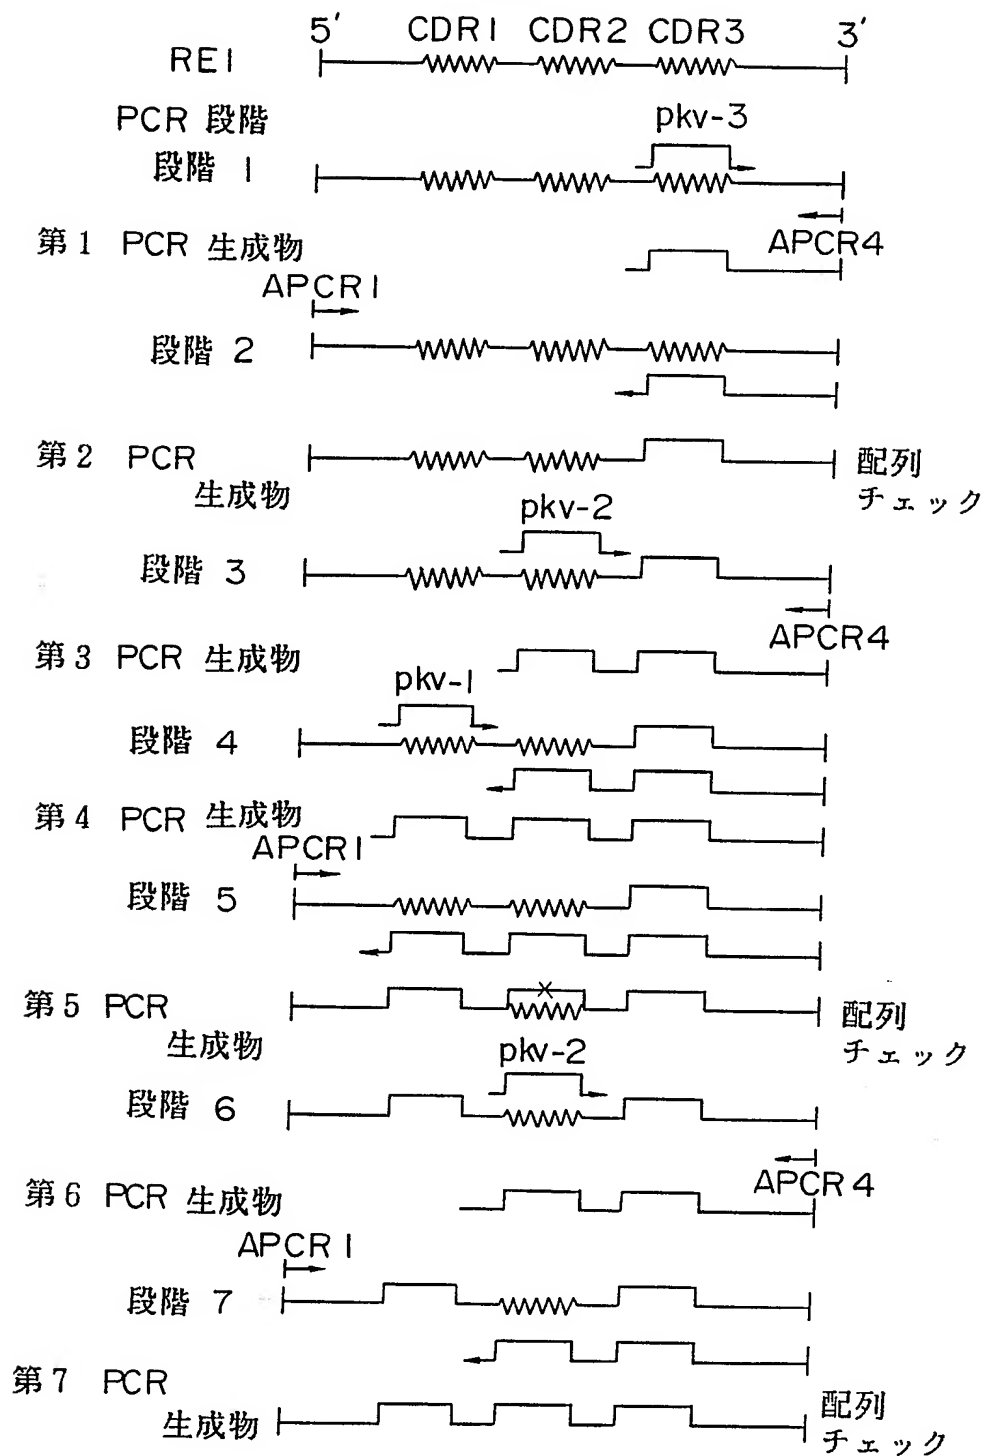 5' CDR1 CDR2 CDR3 3'
RE1
PCR 段階
pkv-3
段階 1
APCR4
第1 PCR 生成物
APCR1
段階 2
第2 PCR
生成物
配列
チェック
pkv-2
段階 3
APCR4
第3 PCR 生成物
pkv-1
段階 4
第4 PCR 生成物
APCR1
段階 5
第5 PCR
生成物
配列
チェック
pkv-2
段階 6
APCR4
第6 PCR 生成物
APCR1
段階 7
第7 PCR
生成物
配列
チェック